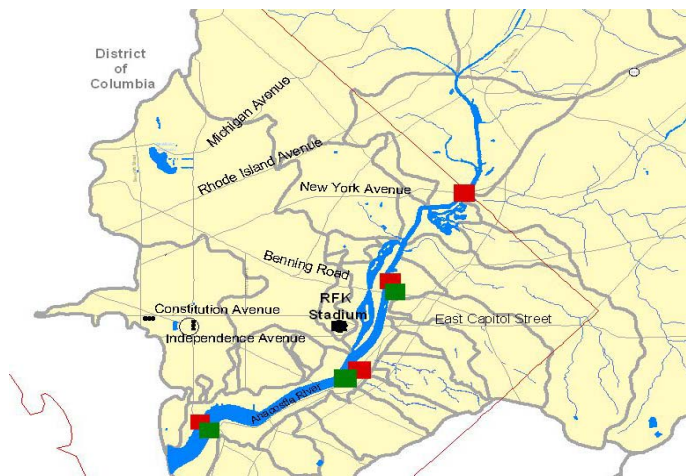 District
of
Columbia
Michigan Avenue
Rhode Island Avenue
New York Avenue
Benning Road
RFK
Stadium
Constitution Avenue
Independence Avenue
East Capitol Street
Anacostia River